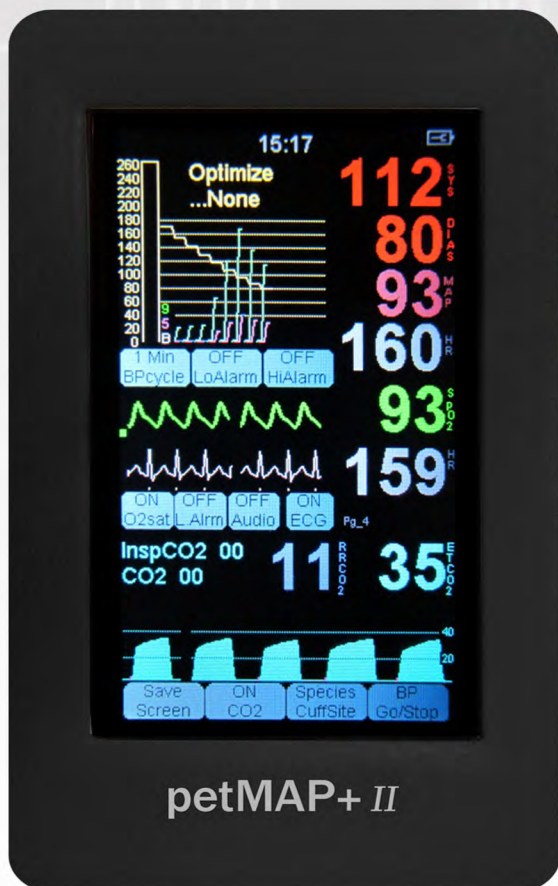 15:17
Optimize
...None
260
240
220
200
180
160
140
120
100
80
60
40
20
0
9
5
B
112 SYS
80 DIAS
93 MAP
160 HR
1 Min OFF OFF
BPcycle LoAlarm HiAlarm
93 SPO2
159 HR
ON OFF OFF ON
O2sat L Alrm Audio ECG Pg_4
InspCO2 00
CO2 00
11 RRCO2
35 ETCO2
40
20
Save ON Species BP
Screen CO2 CuffSite Go/Stop
petMAP+ II